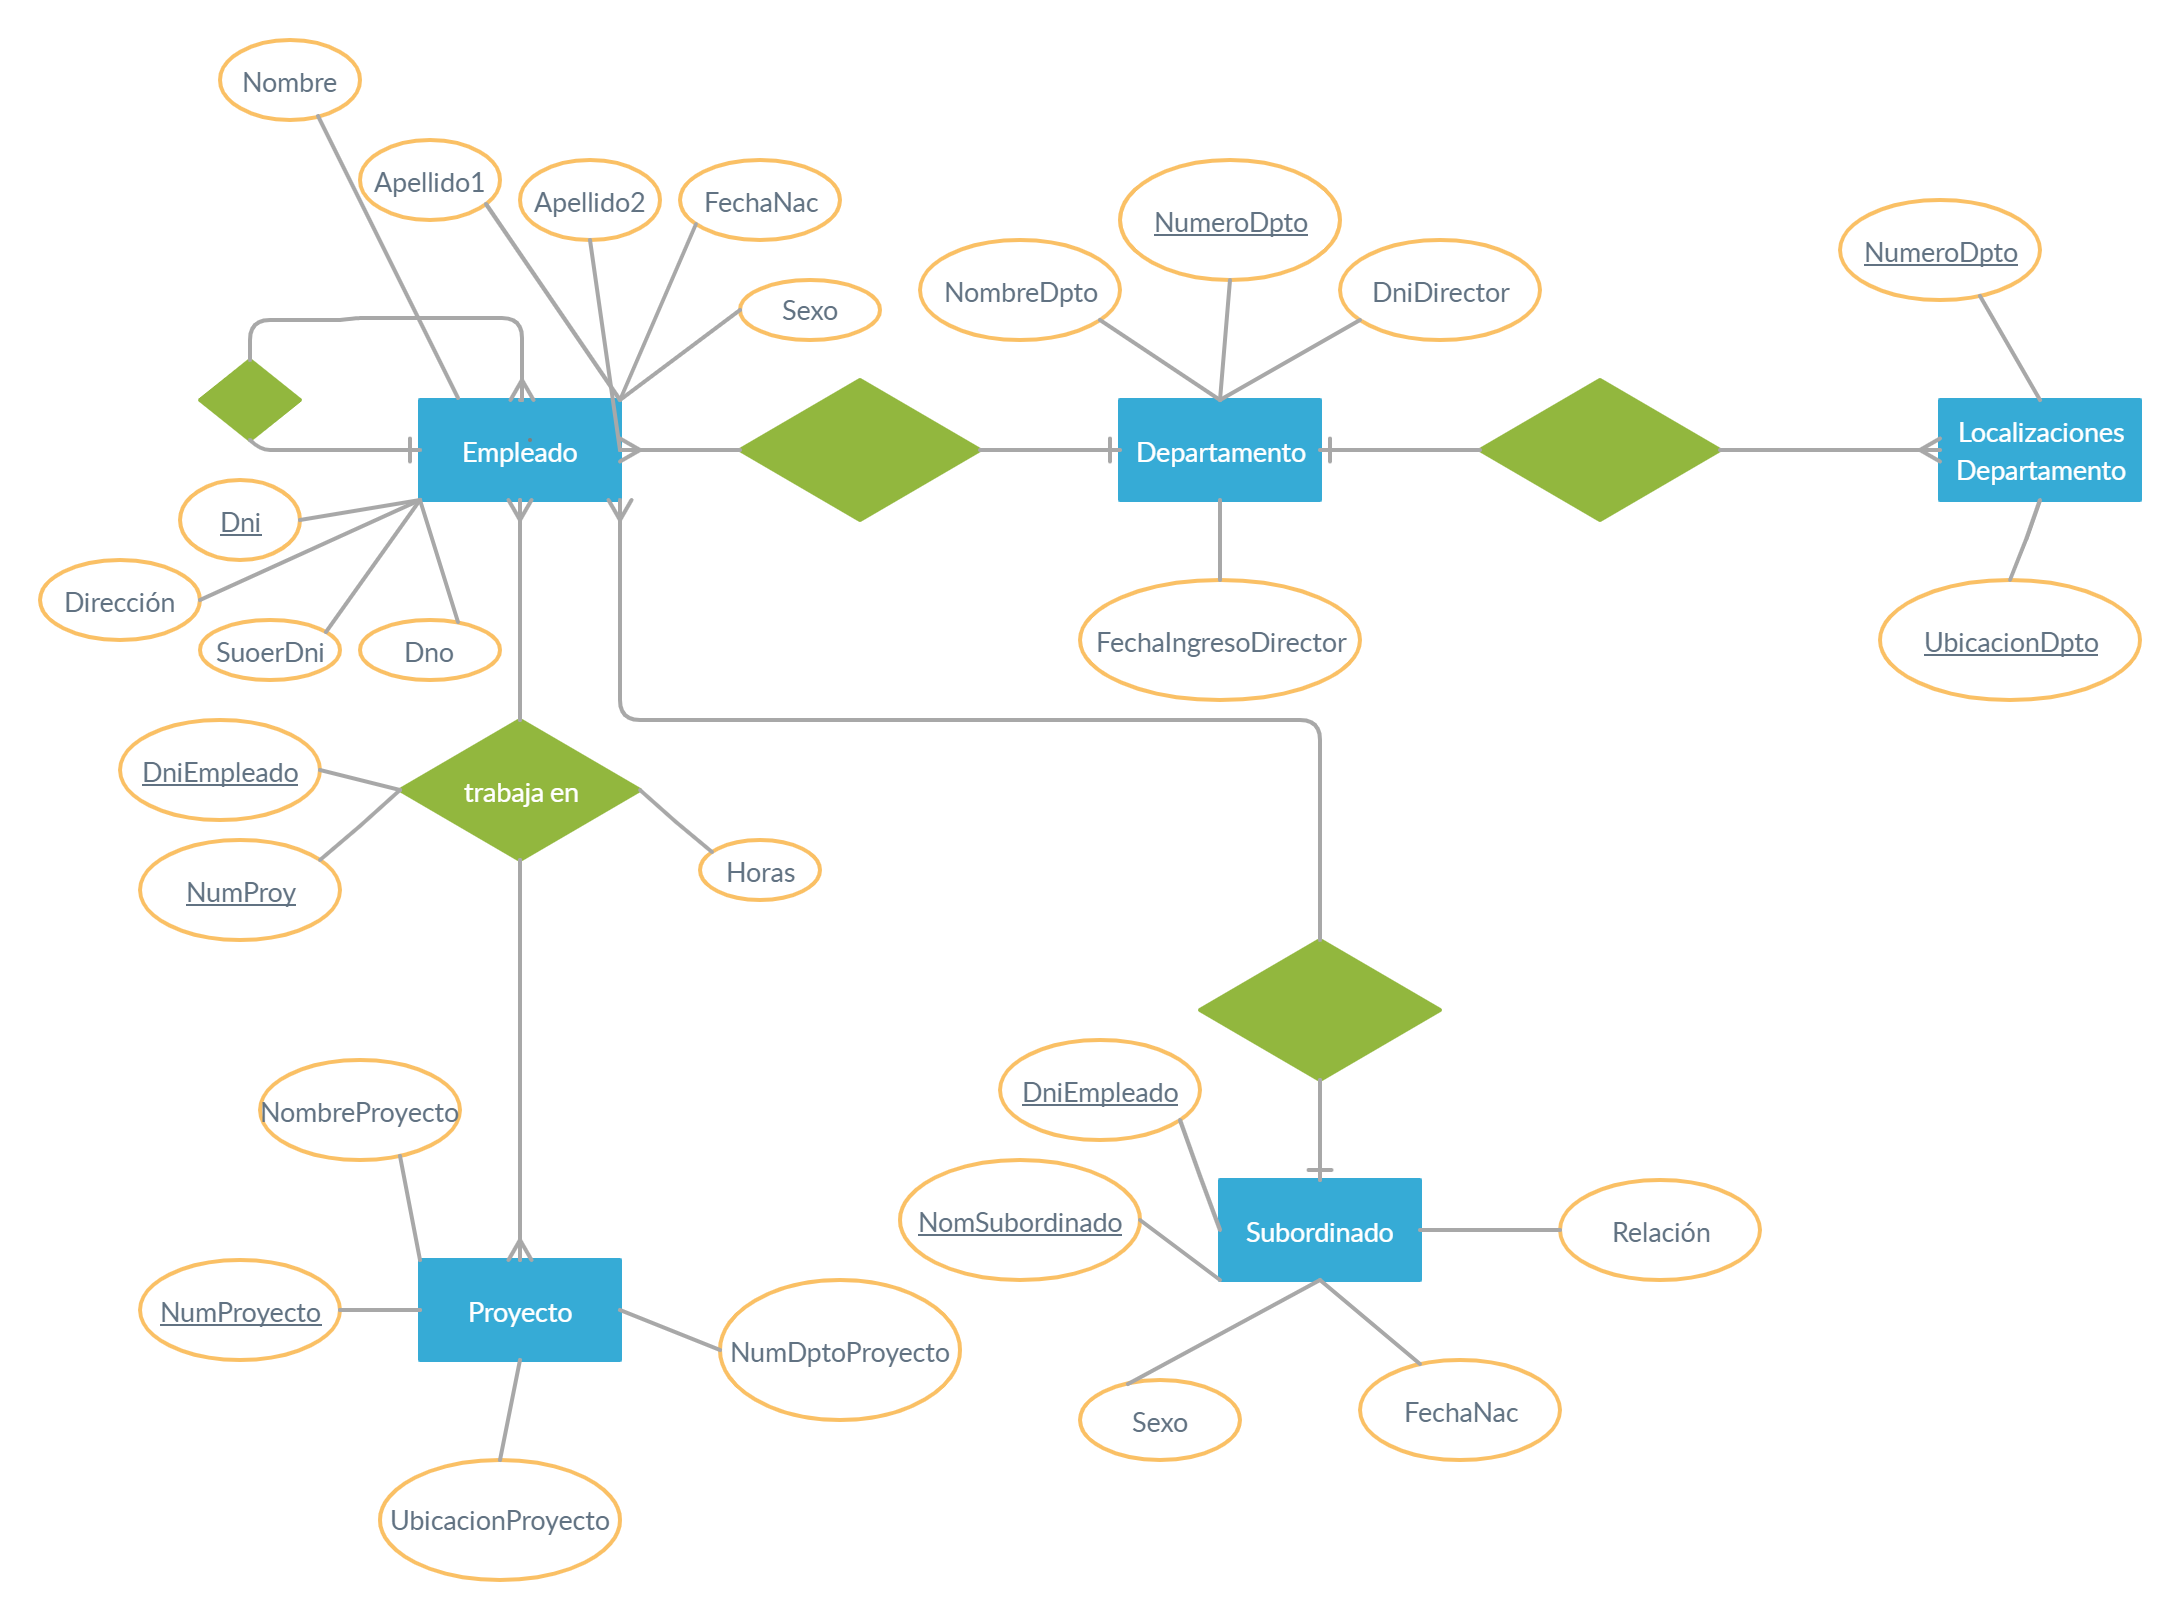 Nombre
Apellido1
Apellido2
FechaNac
Sexo
NombreDpto
NumeroDpto
DniDirector
NumeroDpto
Empleado
Departamento
Localizaciones
Departamento
Dni
Dirección
SuoerDni
Dno
FechaIngresoDirector
UbicacionDpto
DniEmpleado
trabaja en
NumProy
Horas
NombreProyecto
DniEmpleado
NomSubordinado
Subordinado
Relación
NumProyecto
Proyecto
NumDptoProyecto
Sexo
FechaNac
UbicacionProyecto